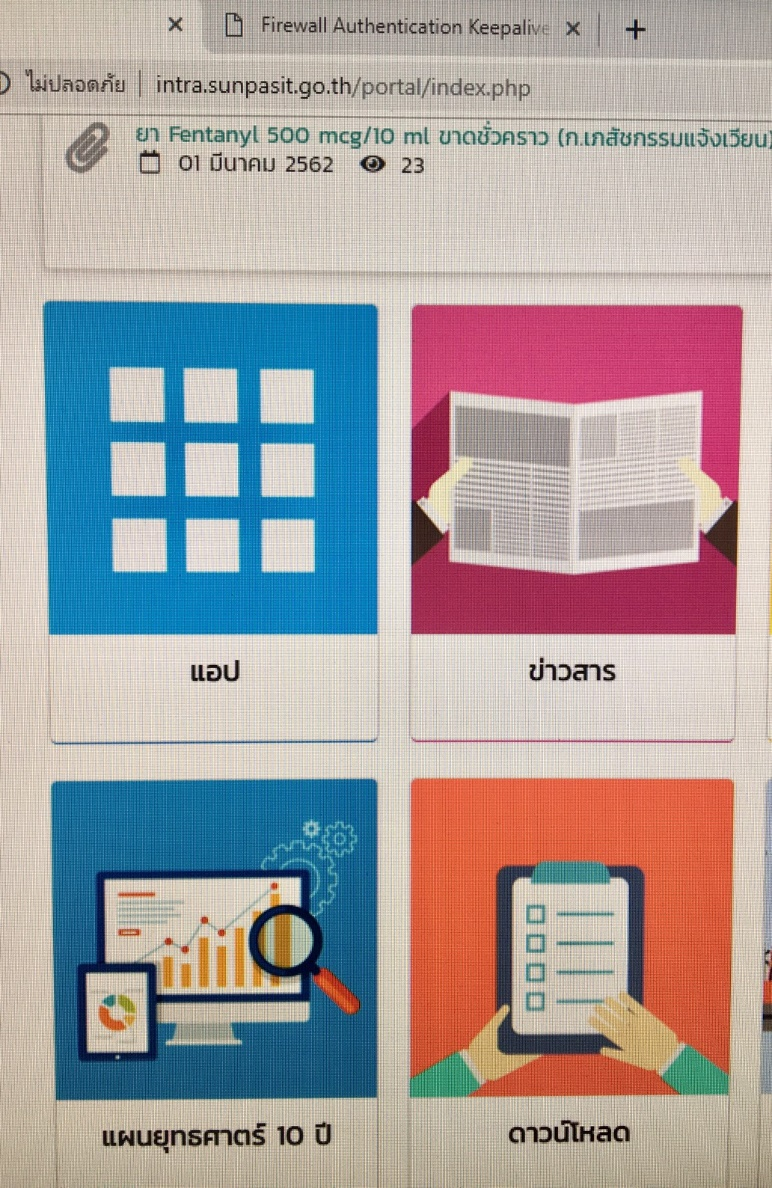 Firewall Authentication Keepalive
ไม่ปลอดภัย intra.sunpasit.go.th/portal/index.php
ยา Fentanyl 500 mcg/10 ml ขาดชั่วคราว (ก.เภสัชกรรมแจ้งเวียน)
01 มีนาคม 2562 23
แอป ข่าวสาร
แผนยุทธศาตร์ 10 ปี ดาวน์โหลด